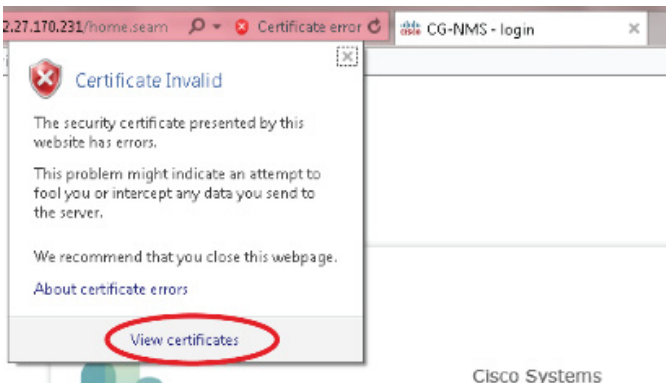 2.27.170.231/home.seam
Certificate error
CG-NMS - login
Certificate Invalid
The security certificate presented by this
website has errors.
This problem might indicate an attempt to
fool you or intercept any data you send to
the server.
We recommend that you close this webpage.
About certificate errors
View certificates
Cisco Systems